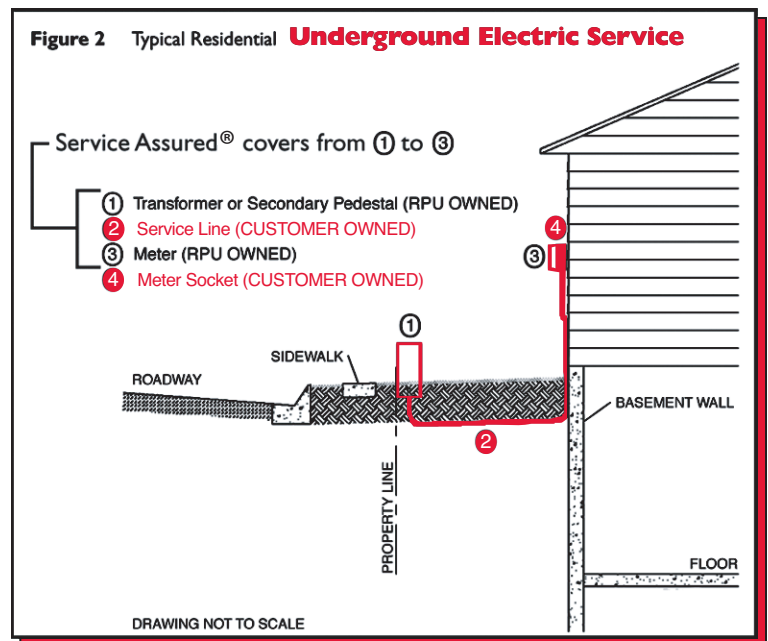 Figure 2 Typical Residential Underground Electric Service
Service Assured® covers from ① to ③
① Transformer or Secondary Pedestal (RPU OWNED)
② Service Line (CUSTOMER OWNED)
③ Meter (RPU OWNED)
④ Meter Socket (CUSTOMER OWNED)
④
③
①
SIDEWALK
ROADWAY
BASEMENT WALL
②
PROPERTY LINE
FLOOR
DRAWING NOT TO SCALE